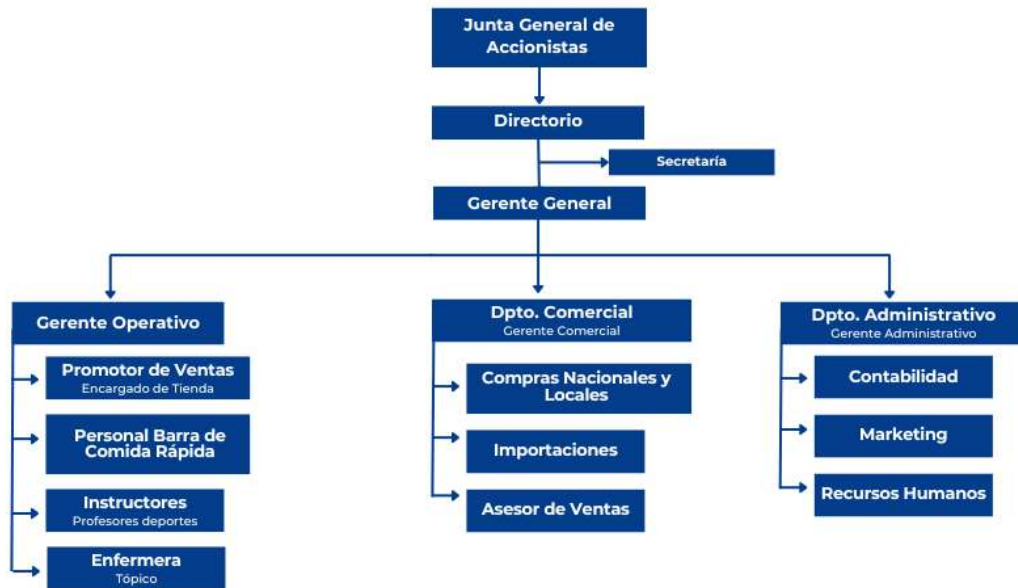 Junta General de
Accionistas
Directorio
Secretaría
Gerente General
Gerente Operativo
Promotor de Ventas
Encargado de Tienda
Personal Barra de
Comida Rápida
Instructores
Profesores deportes
Enfermera
Tópico
Dpto. Comercial
Gerente Comercial
Compras Nacionales y
Locales
Importaciones
Asesor de Ventas
Dpto. Administrativo
Gerente Administrativo
Contabilidad
Marketing
Recursos Humanos